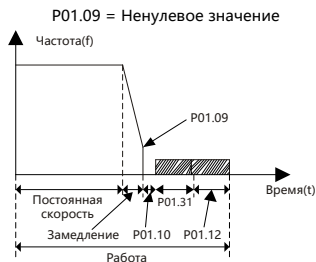 P01.09 = Ненулевое значение
Частота(f)
P01.09
Время(t)
Постоянная
скорость
P01.31
Замедление
P01.10
P01.12
Работа